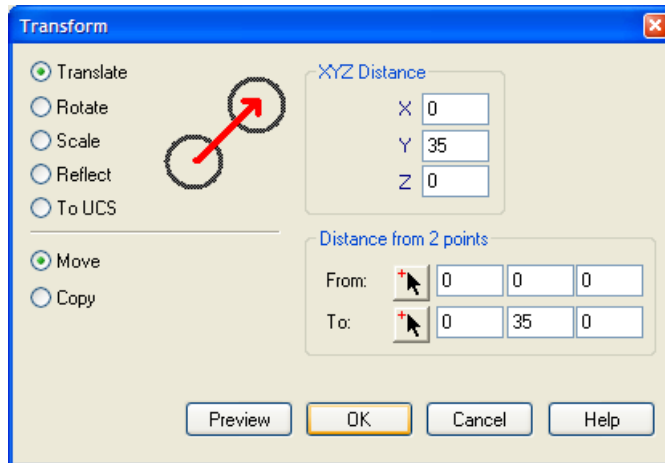 Transform
Translate
Rotate
Scale
Reflect
To UCS
Move
Copy
XYZ Distance
X 0
Y 35
Z 0
Distance from 2 points
From: 0 0 0
To: 0 35 0
Preview OK Cancel Help